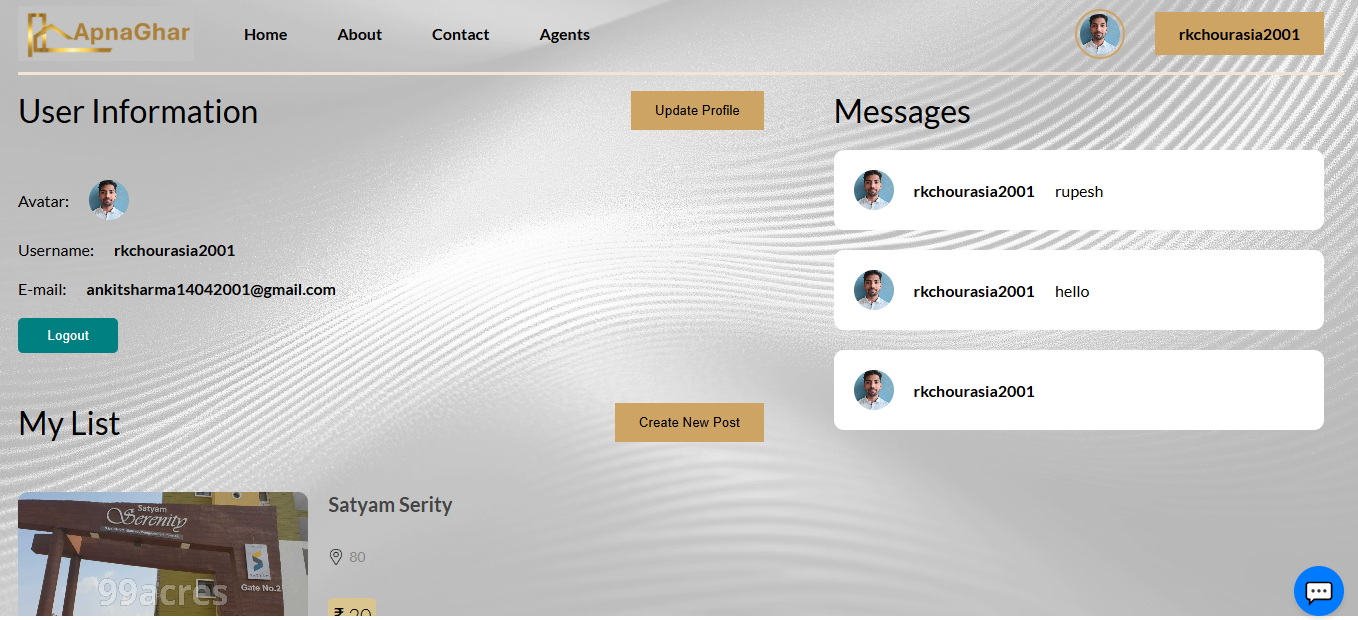 ApnaGhar
Home
About
Contact
Agents
rkchourasia2001
User Information
Update Profile
Avatar:
Username: rkchourasia2001
E-mail: ankitsharma14042001@gmail.com
Logout
Messages
rkchourasia2001 rupesh
rkchourasia2001 hello
rkchourasia2001
My List
Create New Post
Satyam
Serenity
Gate No.2
99acres
Satyam Serity
80